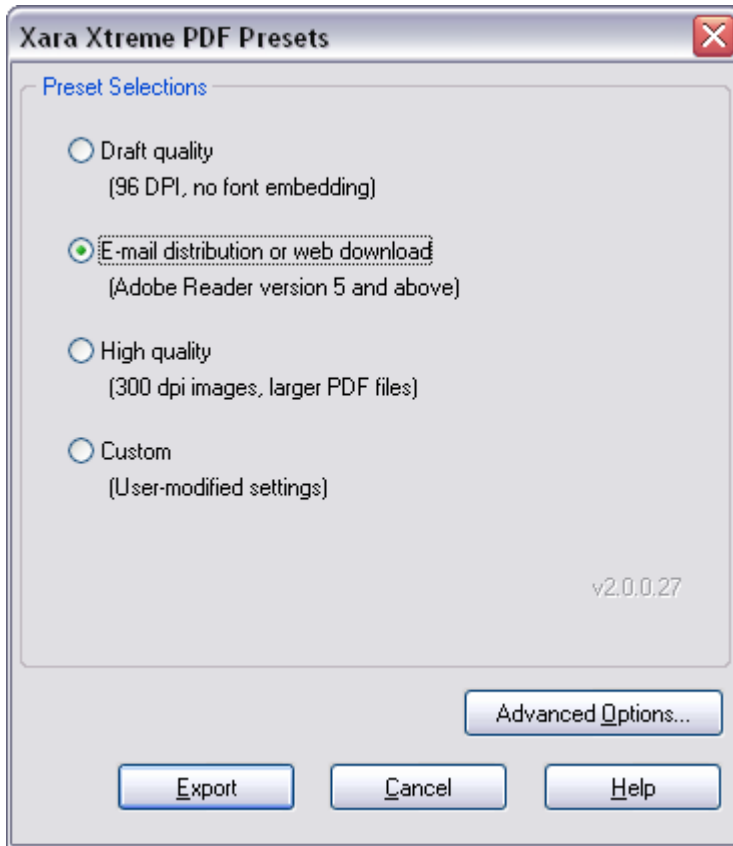 Xara Xtreme PDF Presets
Preset Selections
Draft quality
(96 DPI, no font embedding)
E-mail distribution or web download
(Adobe Reader version 5 and above)
High quality
(300 dpi images, larger PDF files)
Custom
(User-modified settings)
v2.0.0.27
Advanced Options...
Export Cancel Help